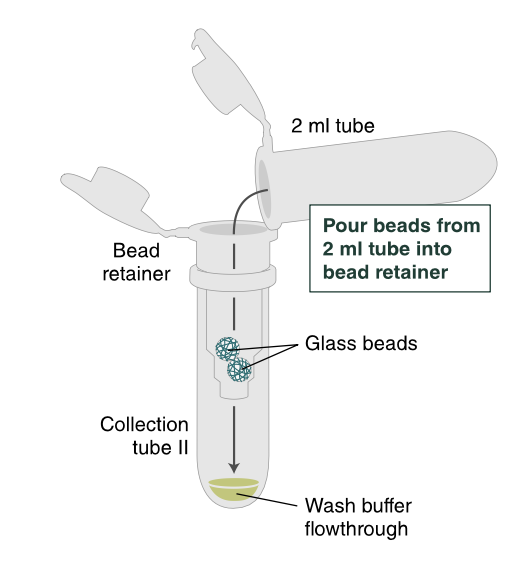 2 ml tube
Pour beads from
2 ml tube into
bead retainer
Bead
retainer
Glass beads
Collection
tube II
Wash buffer
flowthrough